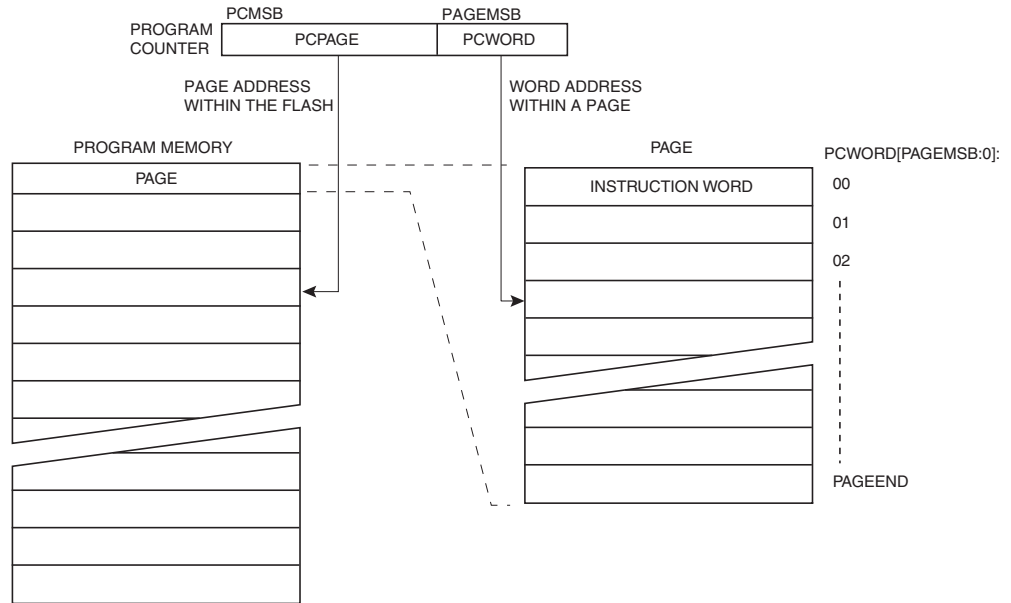 PCMSB
PAGEMSB
PROGRAM
COUNTER
PCPAGE
PCWORD
PAGE ADDRESS
WITHIN THE FLASH
WORD ADDRESS
WITHIN A PAGE
PROGRAM MEMORY
PAGE
PAGE
PCWORD[PAGEMSB:0]:
INSTRUCTION WORD
00
01
02
PAGEEND